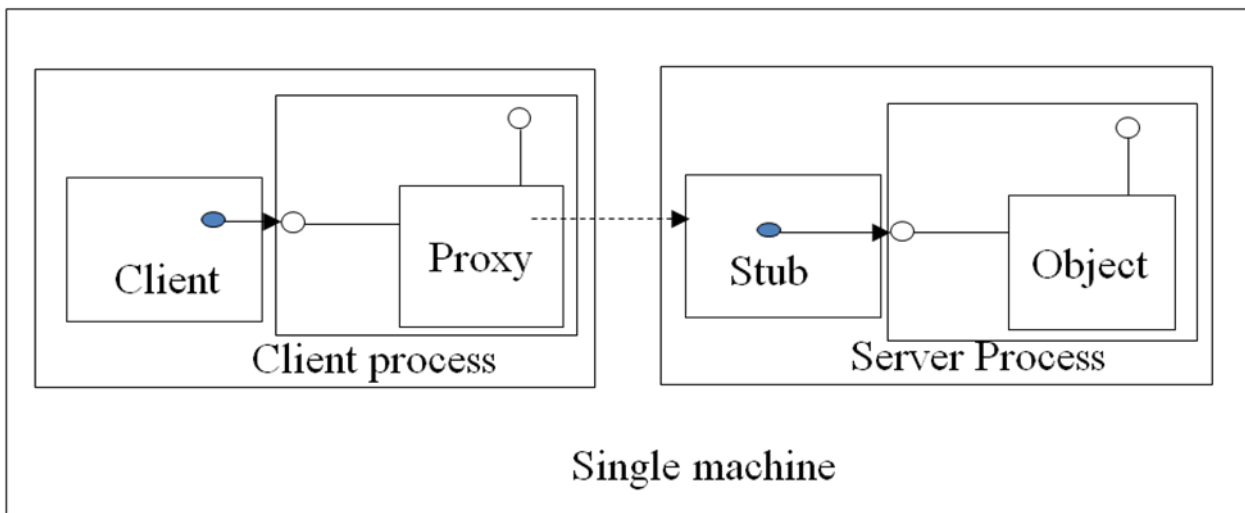 Client
Proxy
Client process
Stub
Object
Server Process
Single machine